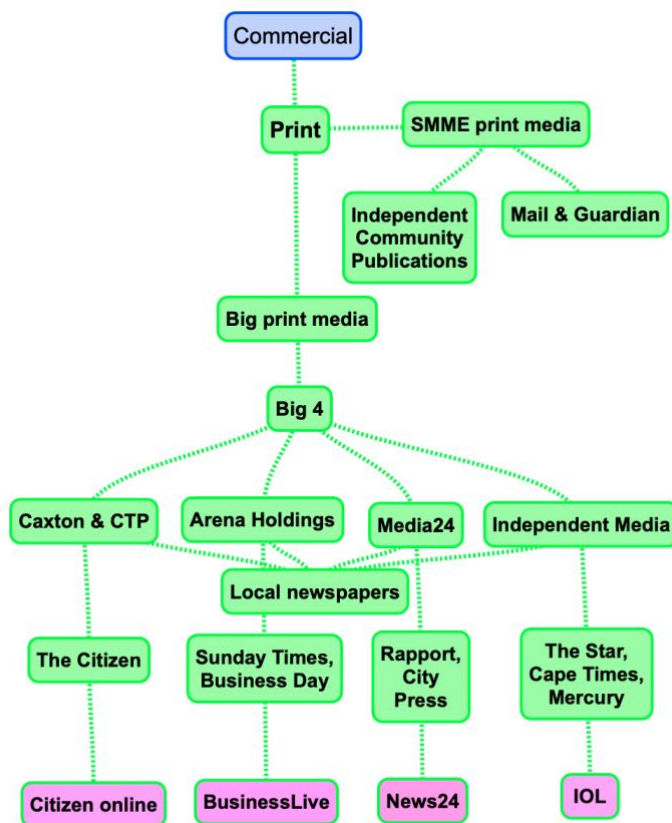 Commercial
Print
SMME print media
Independent
Community
Publications
Mail & Guardian
Big print media
Big 4
Caxton & CTP
Arena Holdings
Media24
Independent Media
Local newspapers
The Citizen
Sunday Times,
Business Day
Rapport,
City
Press
The Star,
Cape Times,
Mercury
Citizen online
BusinessLive
News24
IOL